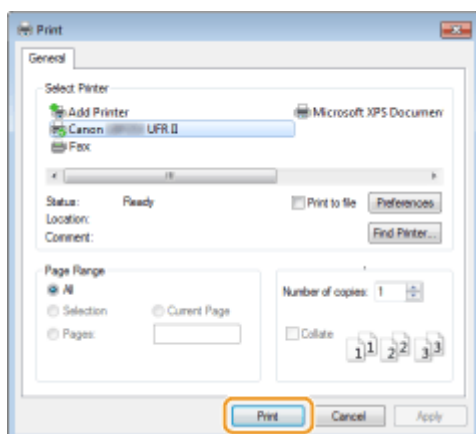 Print
General
Select Printer
Add Printer
Microsoft XPS Documen
Canon UFR II
Fax
Status: Ready
Print to file
Preferences
Location:
Comment:
Find Printer...
Page Range
All
Selection
Current Page
Pages:
Number of copies: 1
Collate
1 1 2 2 3 3
Print
Cancel
Apply